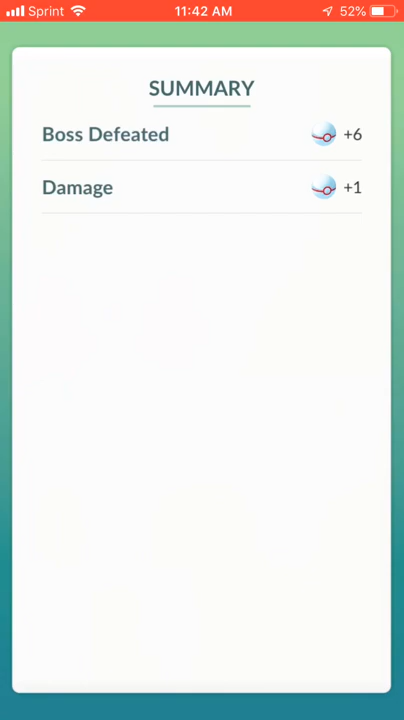 Sprint 11:42 AM 52%
SUMMARY
Boss Defeated +6
Damage +1